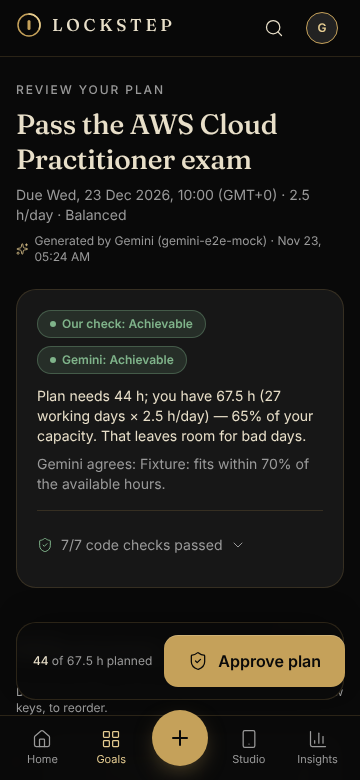 LOCKSTEP
G
REVIEW YOUR PLAN
Pass the AWS Cloud
Practitioner exam
Due Wed, 23 Dec 2026, 10:00 (GMT+0) · 2.5
h/day · Balanced
Generated by Gemini (gemini-e2e-mock) · Nov 23,
05:24 AM
Our check: Achievable
Gemini: Achievable
Plan needs 44 h; you have 67.5 h (27
working days × 2.5 h/day) — 65% of your
capacity. That leaves room for bad days.
Gemini agrees: Fixture: fits within 70% of
the available hours.
7/7 code checks passed
44 of 67.5 h planned
Approve plan
keys, to reorder.
Home
Goals
Studio
Insights